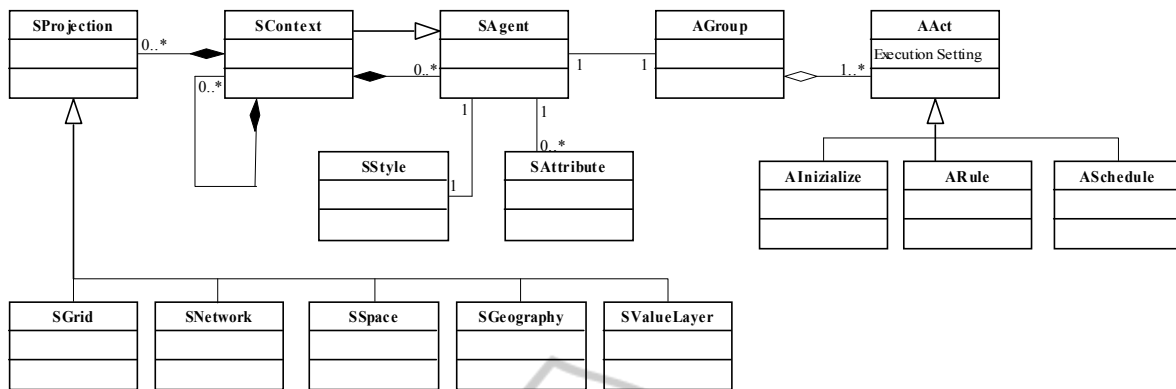 SProjection
SContext
SAgent
AGroup
AAct
Execution Setting
0..*
0..*
1
1
1..*
0..*
1
1
0..*
SStyle
1
SAttribute
AInizialize
ARule
ASchedule
SGrid
SNetwork
SSpace
SGeography
SValueLayer